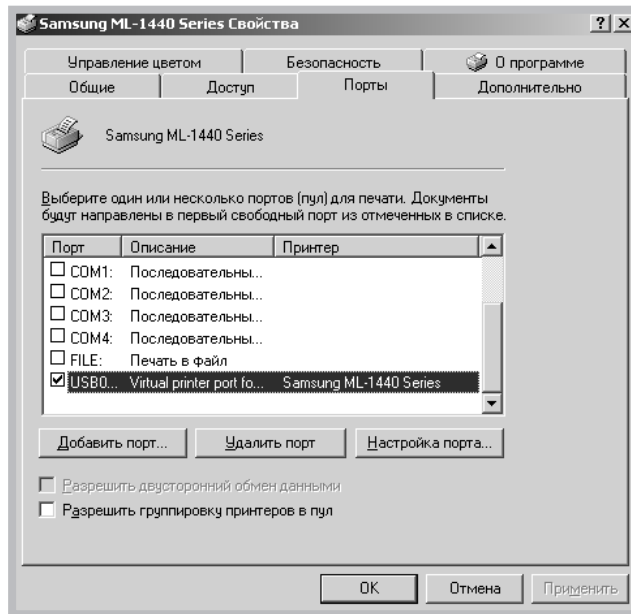 Samsung ML-1440 Series Свойства
Управление цветом Безопасность О программе
Общие Доступ Порты Дополнительно
Samsung ML-1440 Series
Выберите один или несколько портов (пул) для печати. Документы
будут направлены в первый свободный порт из отмеченных в списке.
Порт Описание Принтер
COM1: Последовательны...
COM2: Последовательны...
COM3: Последовательны...
COM4: Последовательны...
FILE: Печать в файл
USB0... Virtual printer port fo... Samsung ML-1440 Series
Добавить порт... Удалить порт Настройка порта...
Разрешить двусторонний обмен данными
Разрешить группировку принтеров в пул
OK Отмена Применить